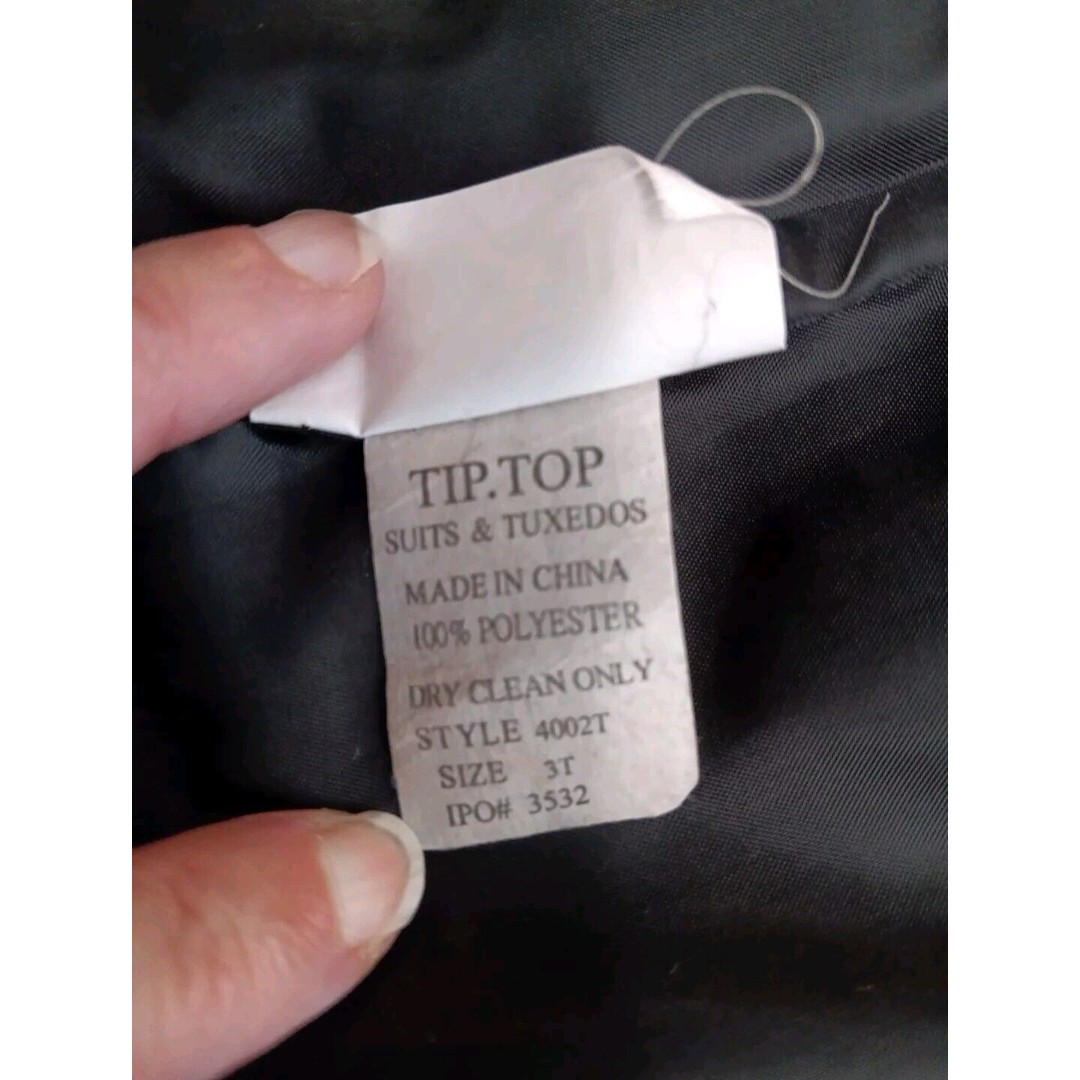 TIP.TOP
SUITS & TUXEDOS
MADE IN CHINA
100% POLYESTER
DRY CLEAN ONLY
STYLE 4002T
SIZE 3T
IPO# 3532